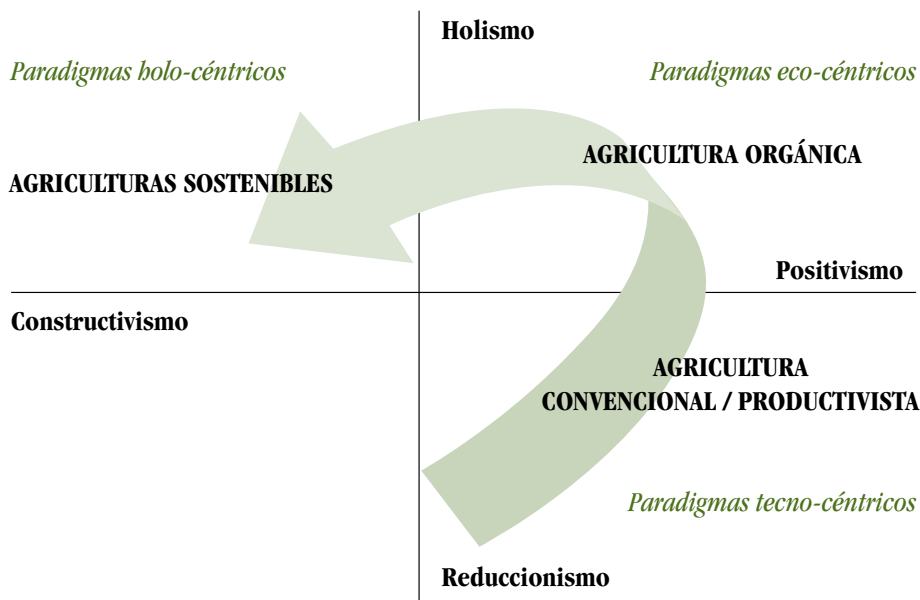 Holismo
Paradigmas holo-céntricos
Paradigmas eco-céntricos
AGRICULTURA ORGÁNICA
AGRICULTURAS SOSTENIBLES
Positivismo
Constructivismo
AGRICULTURA
CONVENCIONAL / PRODUCTIVISTA
Paradigmas tecno-céntricos
Reduccionismo